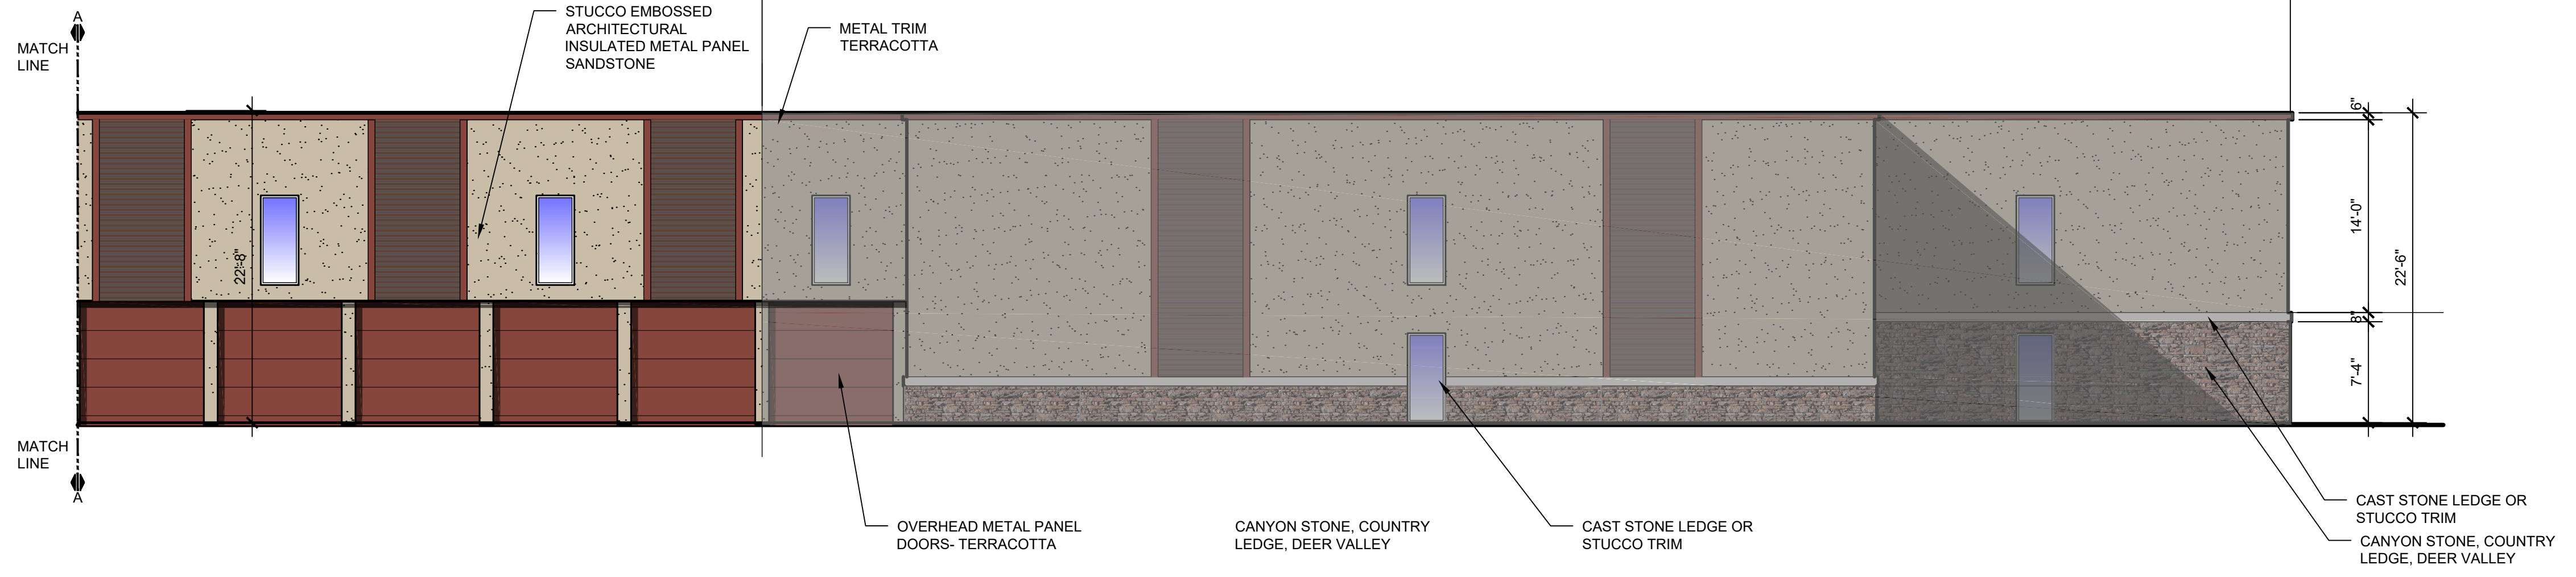 A
MATCH
LINE
STUCCO EMBOSSED
ARCHITECTURAL
INSULATED METAL PANEL
SANDSTONE
METAL TRIM
TERRACOTTA
22'-8"
6"
14'-0"
22'-6"
8"
7'-4"
MATCH
LINE
A
OVERHEAD METAL PANEL
DOORS- TERRACOTTA
CANYON STONE, COUNTRY
LEDGE, DEER VALLEY
CAST STONE LEDGE OR
STUCCO TRIM
CAST STONE LEDGE OR
STUCCO TRIM
CANYON STONE, COUNTRY
LEDGE, DEER VALLEY